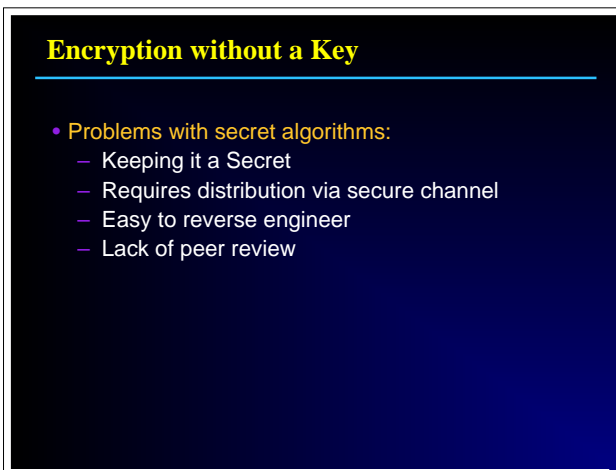 Encryption without a Key
• Problems with secret algorithms:
– Keeping it a Secret
– Requires distribution via secure channel
– Easy to reverse engineer
– Lack of peer review